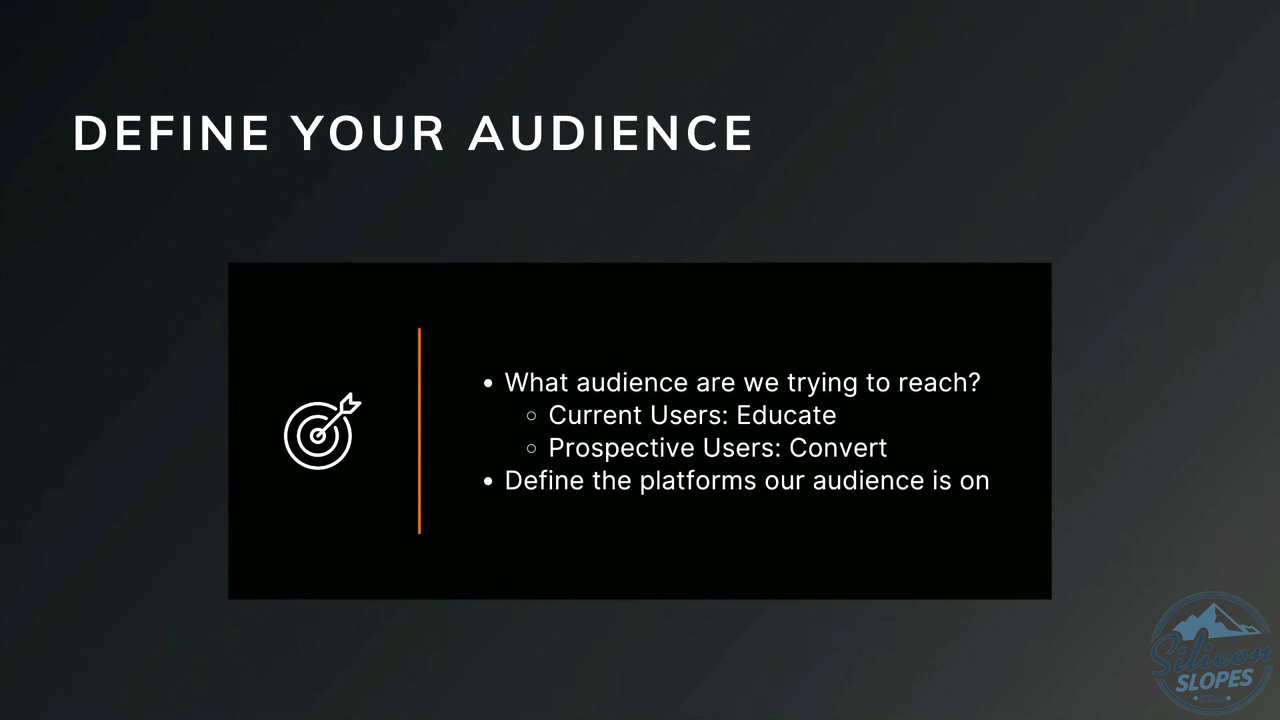 DEFINE YOUR AUDIENCE
• What audience are we trying to reach?
○ Current Users: Educate
○ Prospective Users: Convert
• Define the platforms our audience is on
Silicon
SLOPES